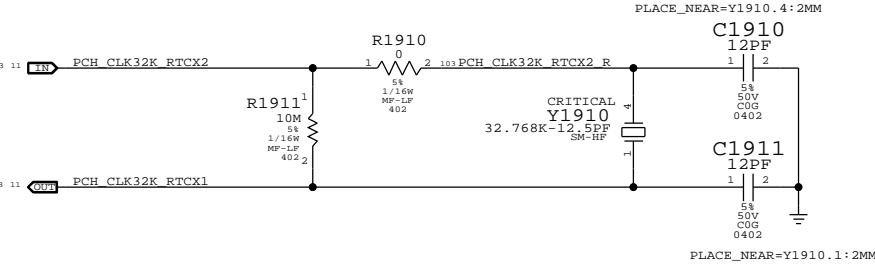 PLACE_NEAR=Y1910.4:2MM
C1910
12PF
R1910
0
3 11 IN PCH_CLK32K_RTCX2 1 2 103 PCH_CLK32K_RTCX2_R 1 2
5%
1/16W
MF-LF
402
5%
50V
C0G
0402
R1911 1
10M
5%
1/16W
MF-LF
402 2
CRITICAL 4
Y1910
32.768K-12.5PF
SM-HF
1
C1911
12PF
11 OUT PCH_CLK32K_RTCX1 1 2
5%
50V
C0G
0402
PLACE_NEAR=Y1910.1:2MM